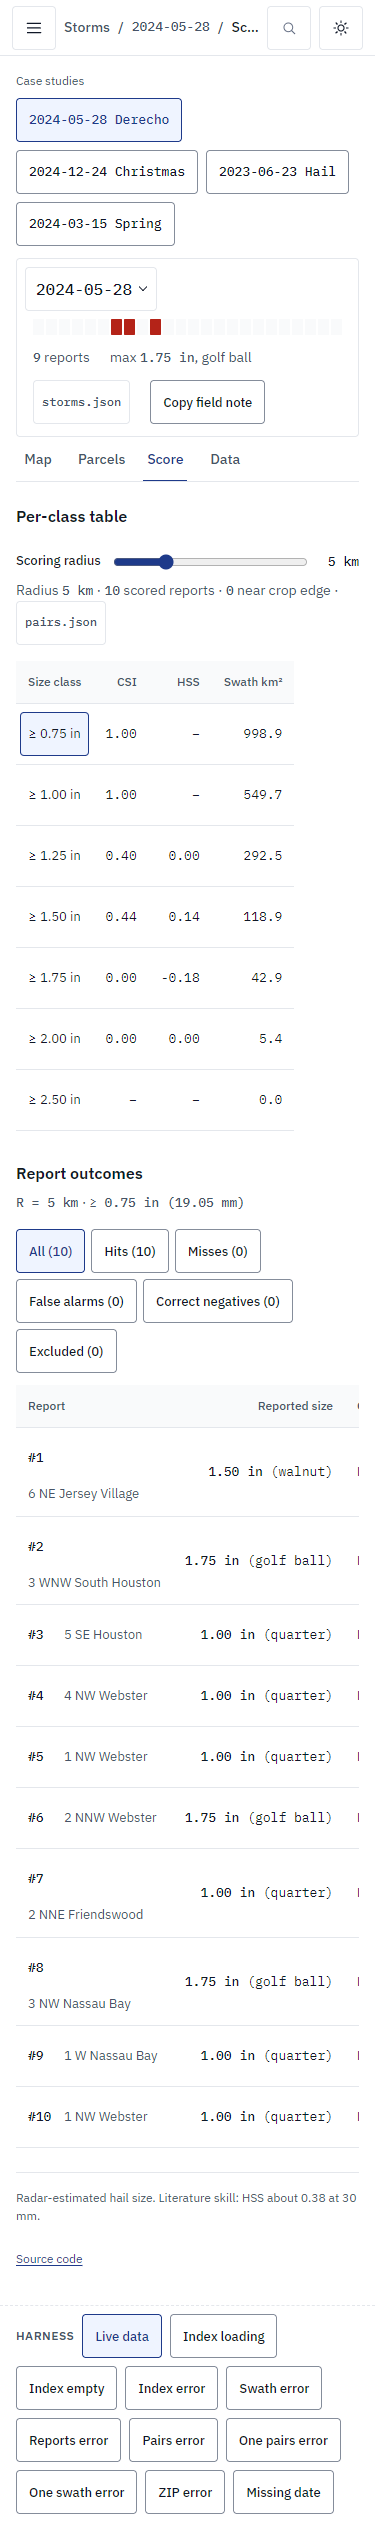 Storms / 2024-05-28 / Sc...
Case studies
2024-05-28 Derecho
2024-12-24 Christmas 2023-06-23 Hail
2024-03-15 Spring
2024-05-28
9 reports max 1.75 in, golf ball
storms.json Copy field note
Map Parcels Score Data
Per-class table
Scoring radius 5 km
Radius 5 km · 10 scored reports · 0 near crop edge ·
pairs.json
Size class CSI HSS Swath km²
≥ 0.75 in 1.00 – 998.9
≥ 1.00 in 1.00 – 549.7
≥ 1.25 in 0.40 0.00 292.5
≥ 1.50 in 0.44 0.14 118.9
≥ 1.75 in 0.00 -0.18 42.9
≥ 2.00 in 0.00 0.00 5.4
≥ 2.50 in – – 0.0
Report outcomes
R = 5 km · ≥ 0.75 in (19.05 mm)
All (10) Hits (10) Misses (0)
False alarms (0) Correct negatives (0)
Excluded (0)
Report Reported size
#1
6 NE Jersey Village 1.50 in (walnut)
#2
3 WNW South Houston 1.75 in (golf ball)
#3 5 SE Houston 1.00 in (quarter)
#4 4 NW Webster 1.00 in (quarter)
#5 1 NW Webster 1.00 in (quarter)
#6 2 NNW Webster 1.75 in (golf ball)
#7
2 NNE Friendswood 1.00 in (quarter)
#8
3 NW Nassau Bay 1.75 in (golf ball)
#9 1 W Nassau Bay 1.00 in (quarter)
#10 1 NW Webster 1.00 in (quarter)
Radar-estimated hail size. Literature skill: HSS about 0.38 at 30
mm.
Source code
HARNESS Live data Index loading
Index empty Index error Swath error
Reports error Pairs error One pairs error
One swath error ZIP error Missing date